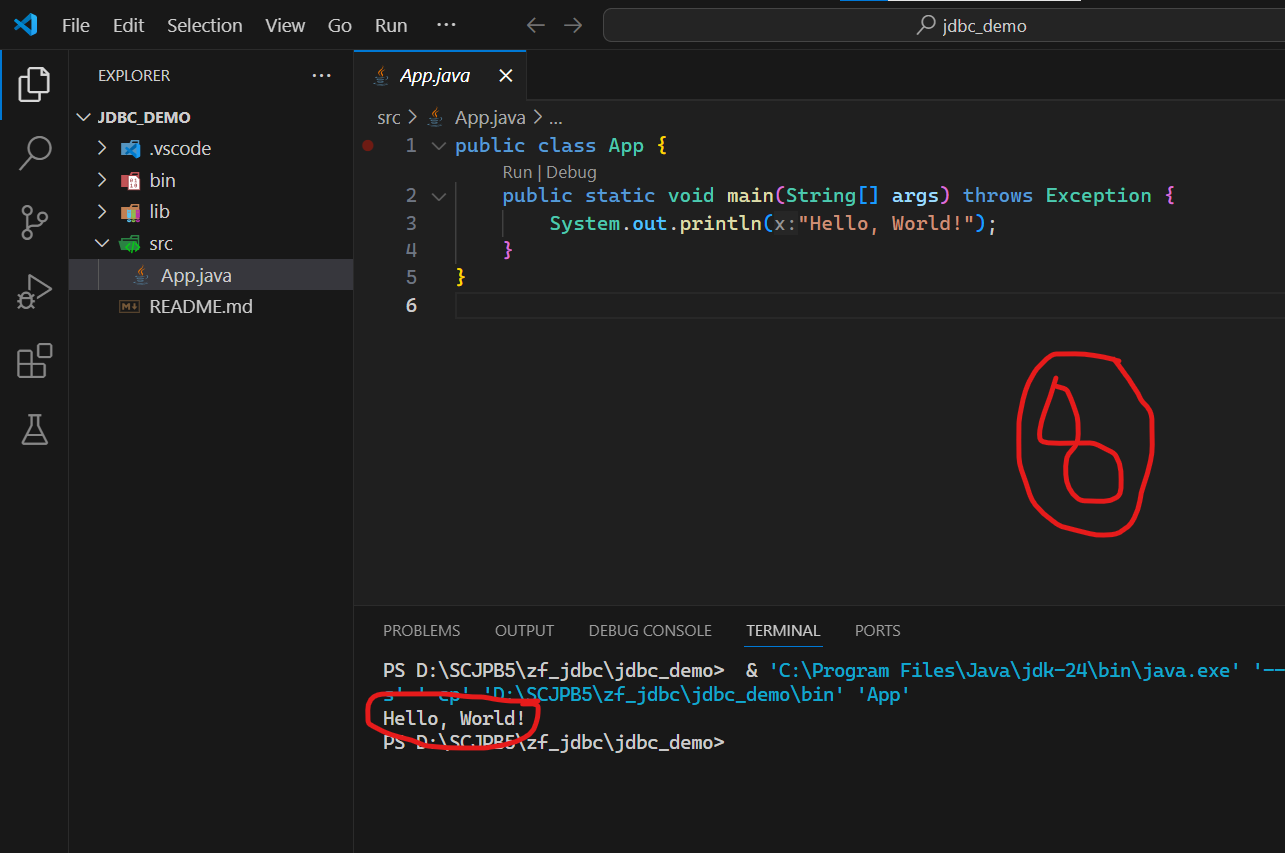 File Edit Selection View Go Run ··· jdbc_demo
EXPLORER ···
App.java
JDBC_DEMO
src > App.java > ...
.vscode
bin
lib
src
App.java
README.md
1 public class App {
Run | Debug
2 public static void main(String[] args) throws Exception {
3 System.out.println(x:"Hello, World!");
4 }
5 }
6
PROBLEMS OUTPUT DEBUG CONSOLE TERMINAL PORTS
PS D:\SCJPB5\zf_jdbc\jdbc_demo> & 'C:\Program Files\Java\jdk-24\bin\java.exe' '--
s' '-cp' 'D:\SCJPB5\zf_jdbc\jdbc_demo\bin' 'App'
Hello, World!
PS D:\SCJPB5\zf_jdbc\jdbc_demo>